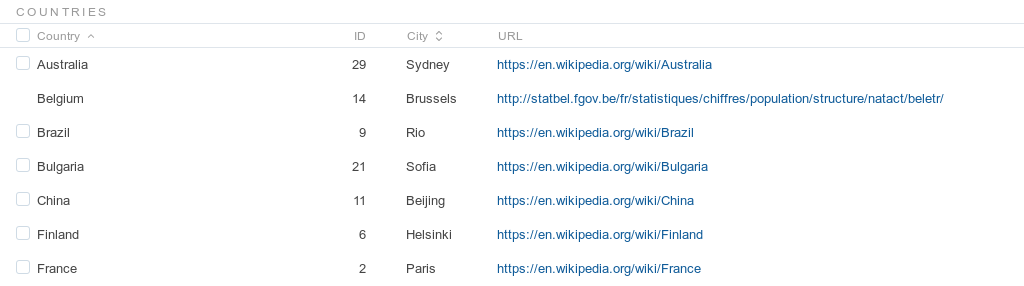 COUNTRIES
Country ID City URL
Australia 29 Sydney https://en.wikipedia.org/wiki/Australia
Belgium 14 Brussels http://statbel.fgov.be/fr/statistiques/chiffres/population/structure/natact/beletr/
Brazil 9 Rio https://en.wikipedia.org/wiki/Brazil
Bulgaria 21 Sofia https://en.wikipedia.org/wiki/Bulgaria
China 11 Beijing https://en.wikipedia.org/wiki/China
Finland 6 Helsinki https://en.wikipedia.org/wiki/Finland
France 2 Paris https://en.wikipedia.org/wiki/France